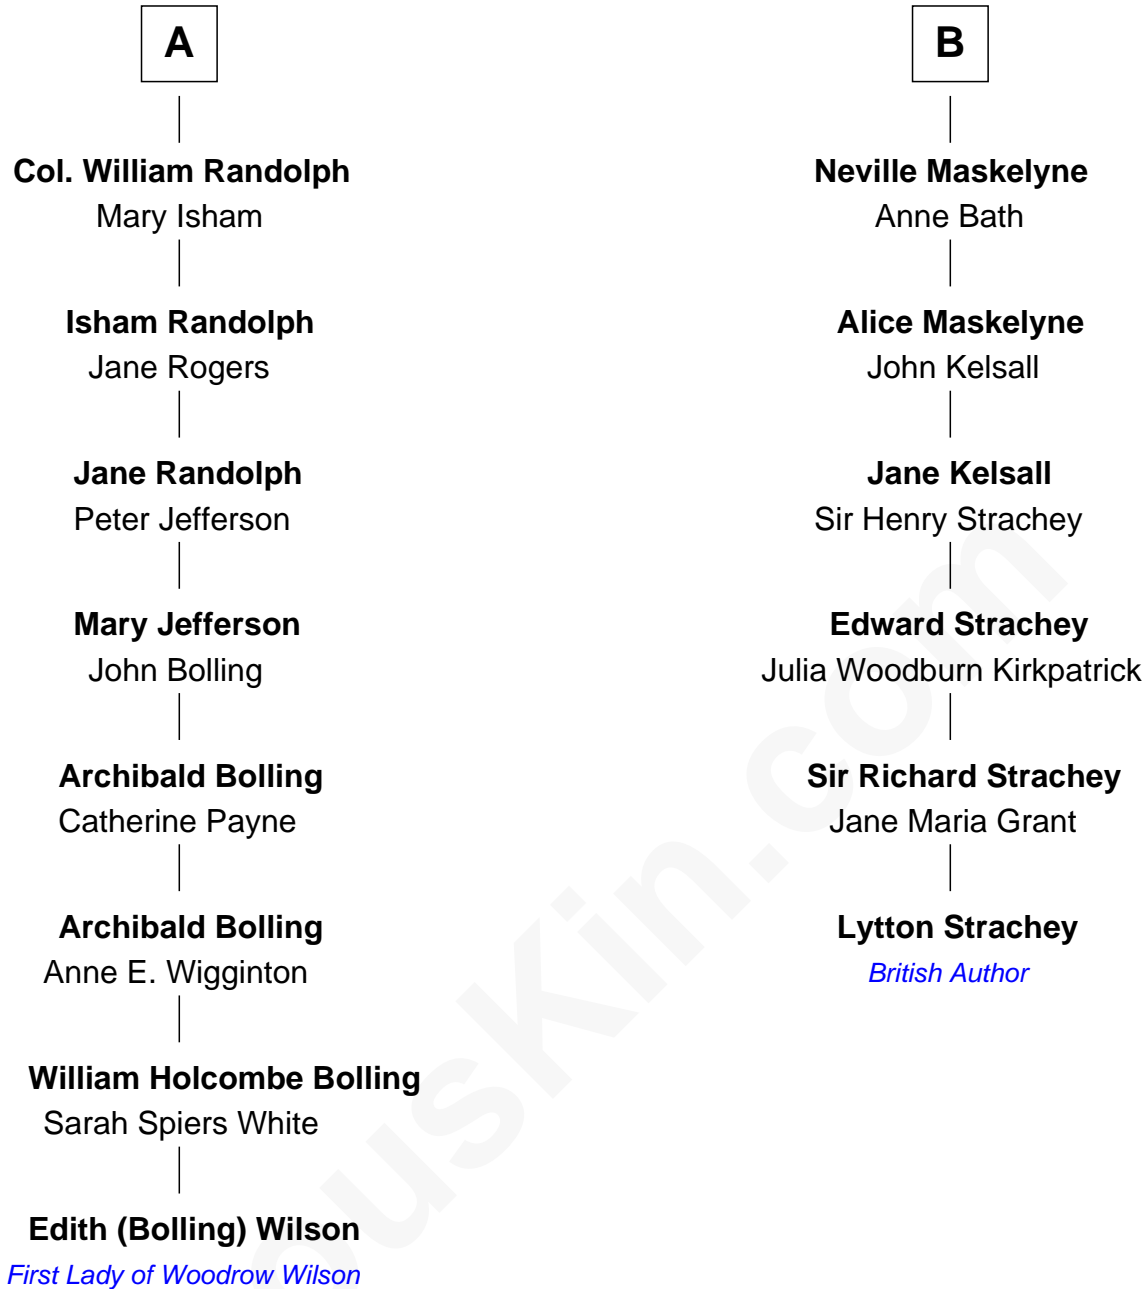 A
Col. William Randolph
Mary Isham
Isham Randolph
Jane Rogers
Jane Randolph
Peter Jefferson
Mary Jefferson
John Bolling
Archibald Bolling
Catherine Payne
Archibald Bolling
Anne E. Wigginton
William Holcombe Bolling
Sarah Spiers White
Edith (Bolling) Wilson
First Lady of Woodrow Wilson
B
Neville Maskelyne
Anne Bath
Alice Maskelyne
John Kelsall
Jane Kelsall
Sir Henry Strachey
Edward Strachey
Julia Woodburn Kirkpatrick
Sir Richard Strachey
Jane Maria Grant
Lytton Strachey
British Author
ousKin.com